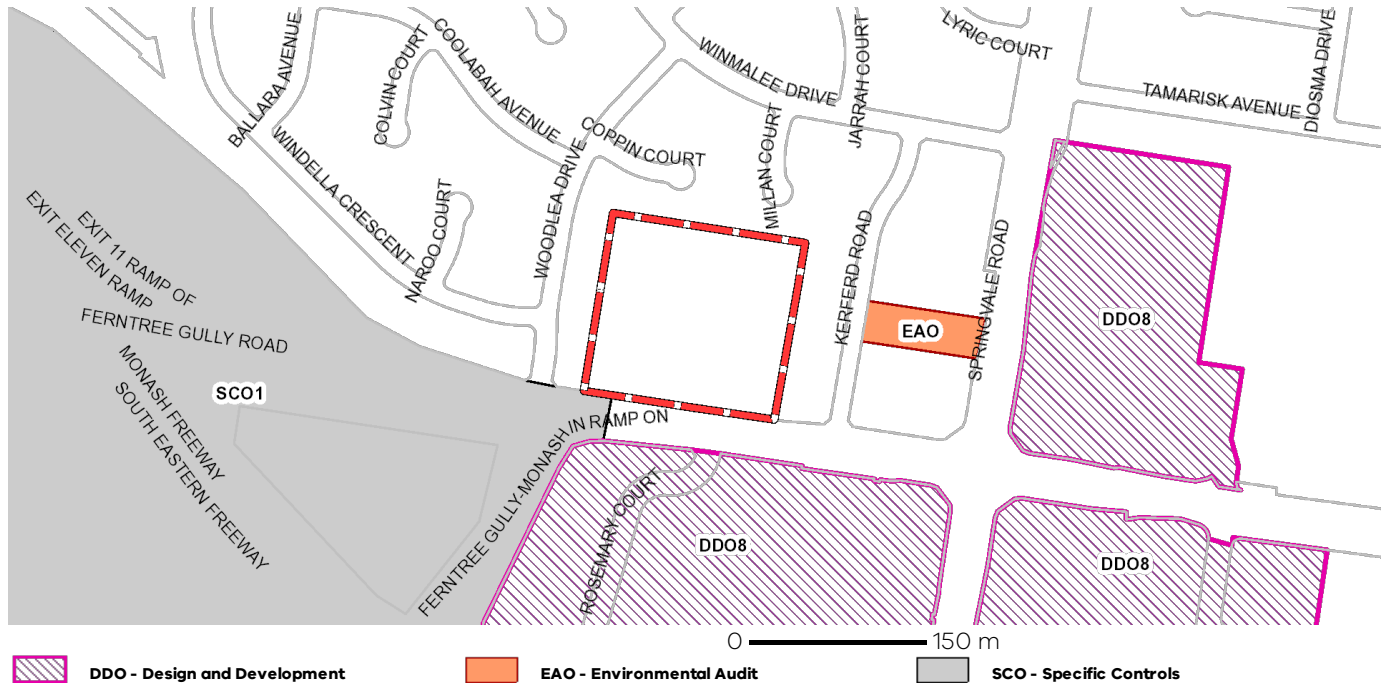 LYRIC COURT
WINMALEE DRIVE
JARRAH COURT
DIOSMA DRIVE
TAMARISK AVENUE
BALLARA AVENUE
COLVIN COURT
COOLABAH AVENUE
COPPIN COURT
MILLAN COURT
WINDELLA CRESCENT
NAROO COURT
WOODLEA DRIVE
KERFERD ROAD
SPRINGVALE ROAD
EXIT 11 RAMP OF
EXIT ELEVEN RAMP
FERNTREE GULLY ROAD
EAO
DDO8
MONASH FREEWAY
SOUTH EASTERN FREEWAY
SCO1
FERNTREE GULLY-MONASH IN RAMP ON
ROSEMARY COURT
DDO8
DDO8
0 150 m
DDO - Design and Development
EAO - Environmental Audit
SCO - Specific Controls